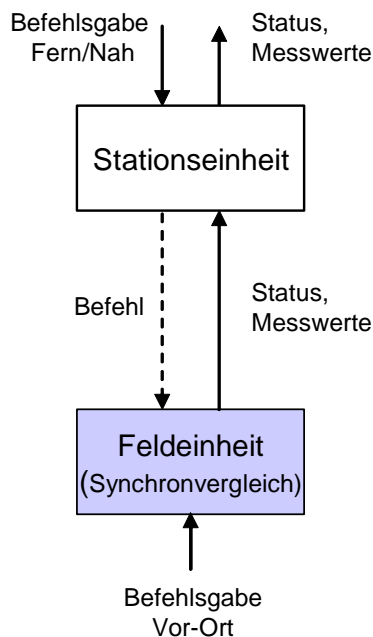 Befehlsgabe
Fern/Nah
Status,
Messwerte
Stationseinheit
Befehl
Status,
Messwerte
Feldeinheit
(Synchronvergleich)
Befehlsgabe
Vor-Ort